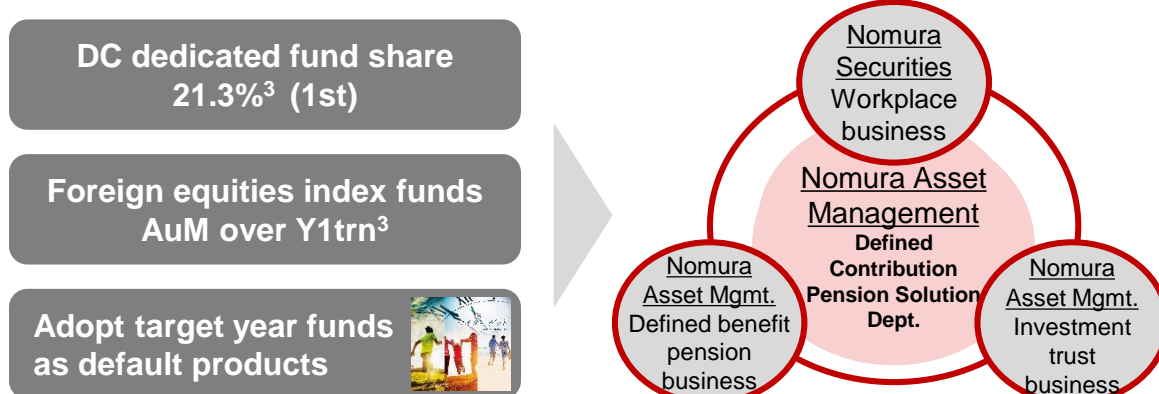 DC dedicated fund share
21.3%³ (1st)
Foreign equities index funds
AuM over Y1trn³
Adopt target year funds
as default products
Nomura
Securities
Workplace
business
Nomura Asset
Management
Defined
Contribution
Pension Solution
Dept.
Nomura
Asset Mgmt.
Defined benefit
pension
business
Nomura
Asset Mgmt.
Investment
trust
business